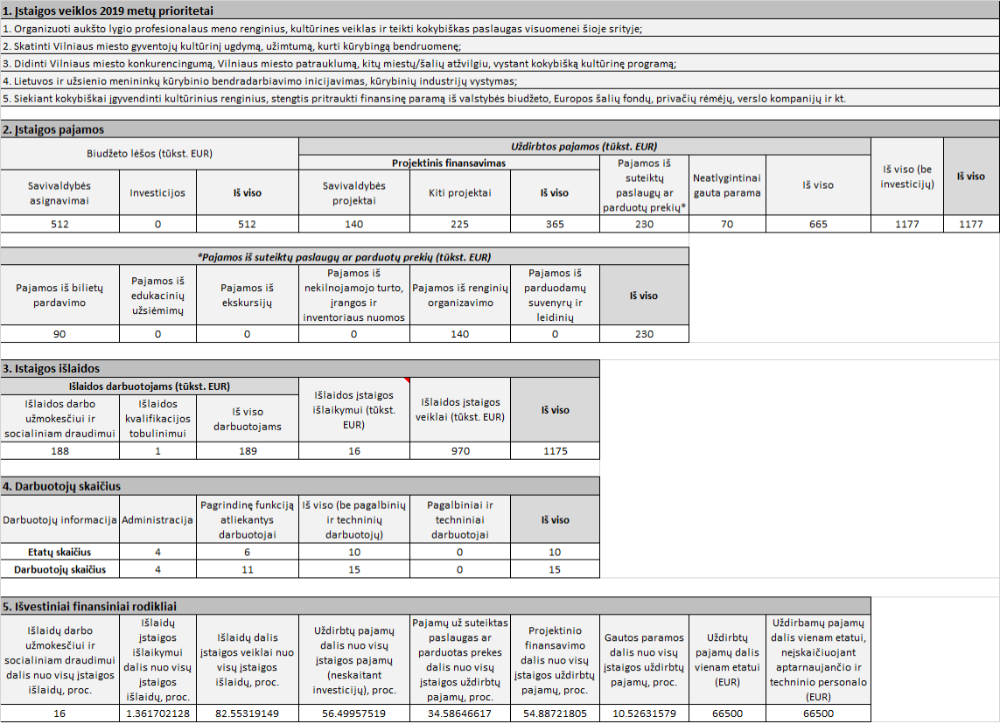 1. Įstaigos veiklos 2019 metų prioritetai
1. Organizuoti aukšto lygio profesionalaus meno renginius, kultūrines veiklas ir teikti kokybiškas paslaugas visuomenei šioje srityje;
2. Skatinti Vilniaus miesto gyventojų kultūrinį ugdymą, užimtumą, kurti kūrybingą bendruomenę;
3. Didinti Vilniaus miesto konkurencingumą, Vilniaus miesto patrauklumą, kitų miestų/šalių atžvilgiu, vystant kokybišką kultūrinę programą;
4. Lietuvos ir užsienio menininkų kūrybinio bendradarbiavimo inicijavimas, kūrybinių industrijų vystymas;
5. Siekiant kokybiškai įgyvendinti kultūrinius renginius, stengtis pritraukti finansinę paramą iš valstybės biudžeto, Europos šalių fondų, privačių rėmėjų, verslo kompanijų ir kt.
2. Įstaigos pajamos
Biudžeto lėšos (tūkst. EUR)
Uždirbtos pajamos (tūkst. EUR)
Iš viso (be
investicijų)
Iš viso
Projektinis finansavimas
Pajamos iš
suteiktų
paslaugų ar
parduotų prekių*
Neatlygintinai
gauta parama
Iš viso
Savivaldybės
asignavimai
Investicijos
Iš viso
Savivaldybės
projektai
Kiti projektai
Iš viso
512 0 512 140 225 365 230 70 665 1177 1177
*Pajamos iš suteiktų paslaugų ar parduotų prekių (tūkst. EUR)
Pajamos iš bilietų
pardavimo
Pajamos iš
edukacinių
užsiėmimų
Pajamos iš
ekskursijų
Pajamos iš
nekilnojamojo turto,
įrangos ir
inventoriaus nuomos
Pajamos iš renginių
organizavimo
Pajamos iš
parduodamų
suvenyrų ir
leidinių
Iš viso
90 0 0 0 140 0 230
3. Istaigos išlaidos
Išlaidos darbuotojams (tūkst. EUR)
Išlaidos įstaigos
išlaikymui (tūkst.
EUR)
Išlaidos įstaigos
veiklai (tūkst. EUR)
Iš viso
Išlaidos darbo
užmokesčiui ir
socialiniam draudimui
Išlaidos
kvalifikacijos
tobulinimui
Iš viso
darbuotojams
188 1 189 16 970 1175
4. Darbuotojų skaičius
Darbuotojų informacija
Administracija
Pagrindinę funkciją
atliekantys
darbuotojai
Iš viso (be pagalbinių
ir techninių
darbuotojų)
Pagalbiniai ir
techniniai
darbuotojai
Iš viso
Etatų skaičius 4 6 10 0 10
Darbuotojų skaičius 4 11 15 0 15
5. Išvestiniai finansiniai rodikliai
Išlaidų darbo
užmokesčiui ir
socialiniam draudimui
dalis nuo visų įstaigos
išlaidų, proc.
Išlaidų
įstaigos
išlaikymui
dalis nuo visų
įstaigos
išlaidų, proc.
Išlaidų dalis
įstaigos veiklai nuo
visų įstaigos
išlaidų, proc.
Uždirbtų pajamų
dalis nuo visų
įstaigos pajamų
(neskaitant
investicijų), proc.
Pajamų už suteiktas
paslaugas ar
parduotas prekes
dalis nuo visų
įstaigos uždirbtų
pajamų, proc.
Projektinio
finansavimo
dalis nuo visų
įstaigos uždirbtų
pajamų, proc.
Gautos paramos
dalis nuo visų
įstaigos uždirbtų
pajamų, proc.
Uždirbtų
pajamų dalis
vienam etatui
(EUR)
Uždirbamų pajamų
dalis vienam etatui,
neįskaičiuojant
aptarnaujančio ir
techninio personalo
(EUR)
16 1.361702128 82.55319149 56.49957519 34.58646617 54.88721805 10.52631579 66500 66500